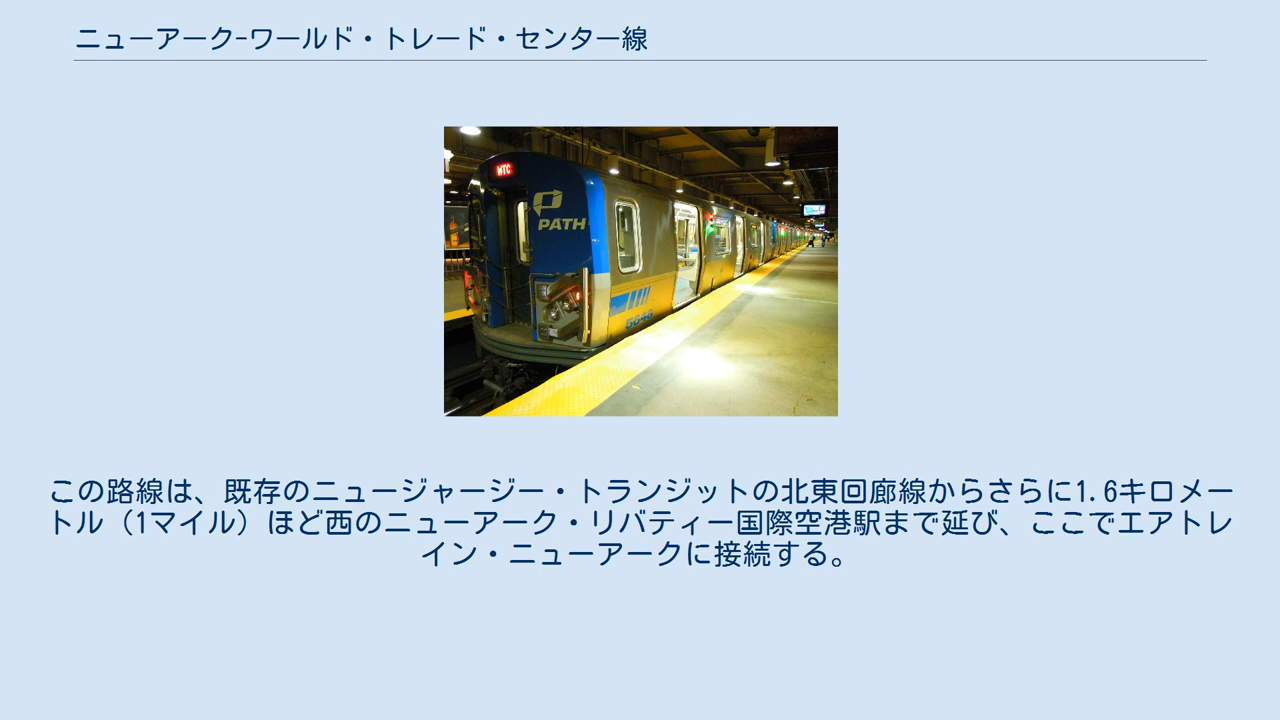 ニューアーク-ワールド・トレード・センター線
WTC
PATH
5648
この路線は、既存のニュージャージー・トランジットの北東回廊線からさらに1.6キロメー
トル（1マイル）ほど西のニューアーク・リバティー国際空港駅まで延び、ここでエアトレ
イン・ニューアークに接続する。